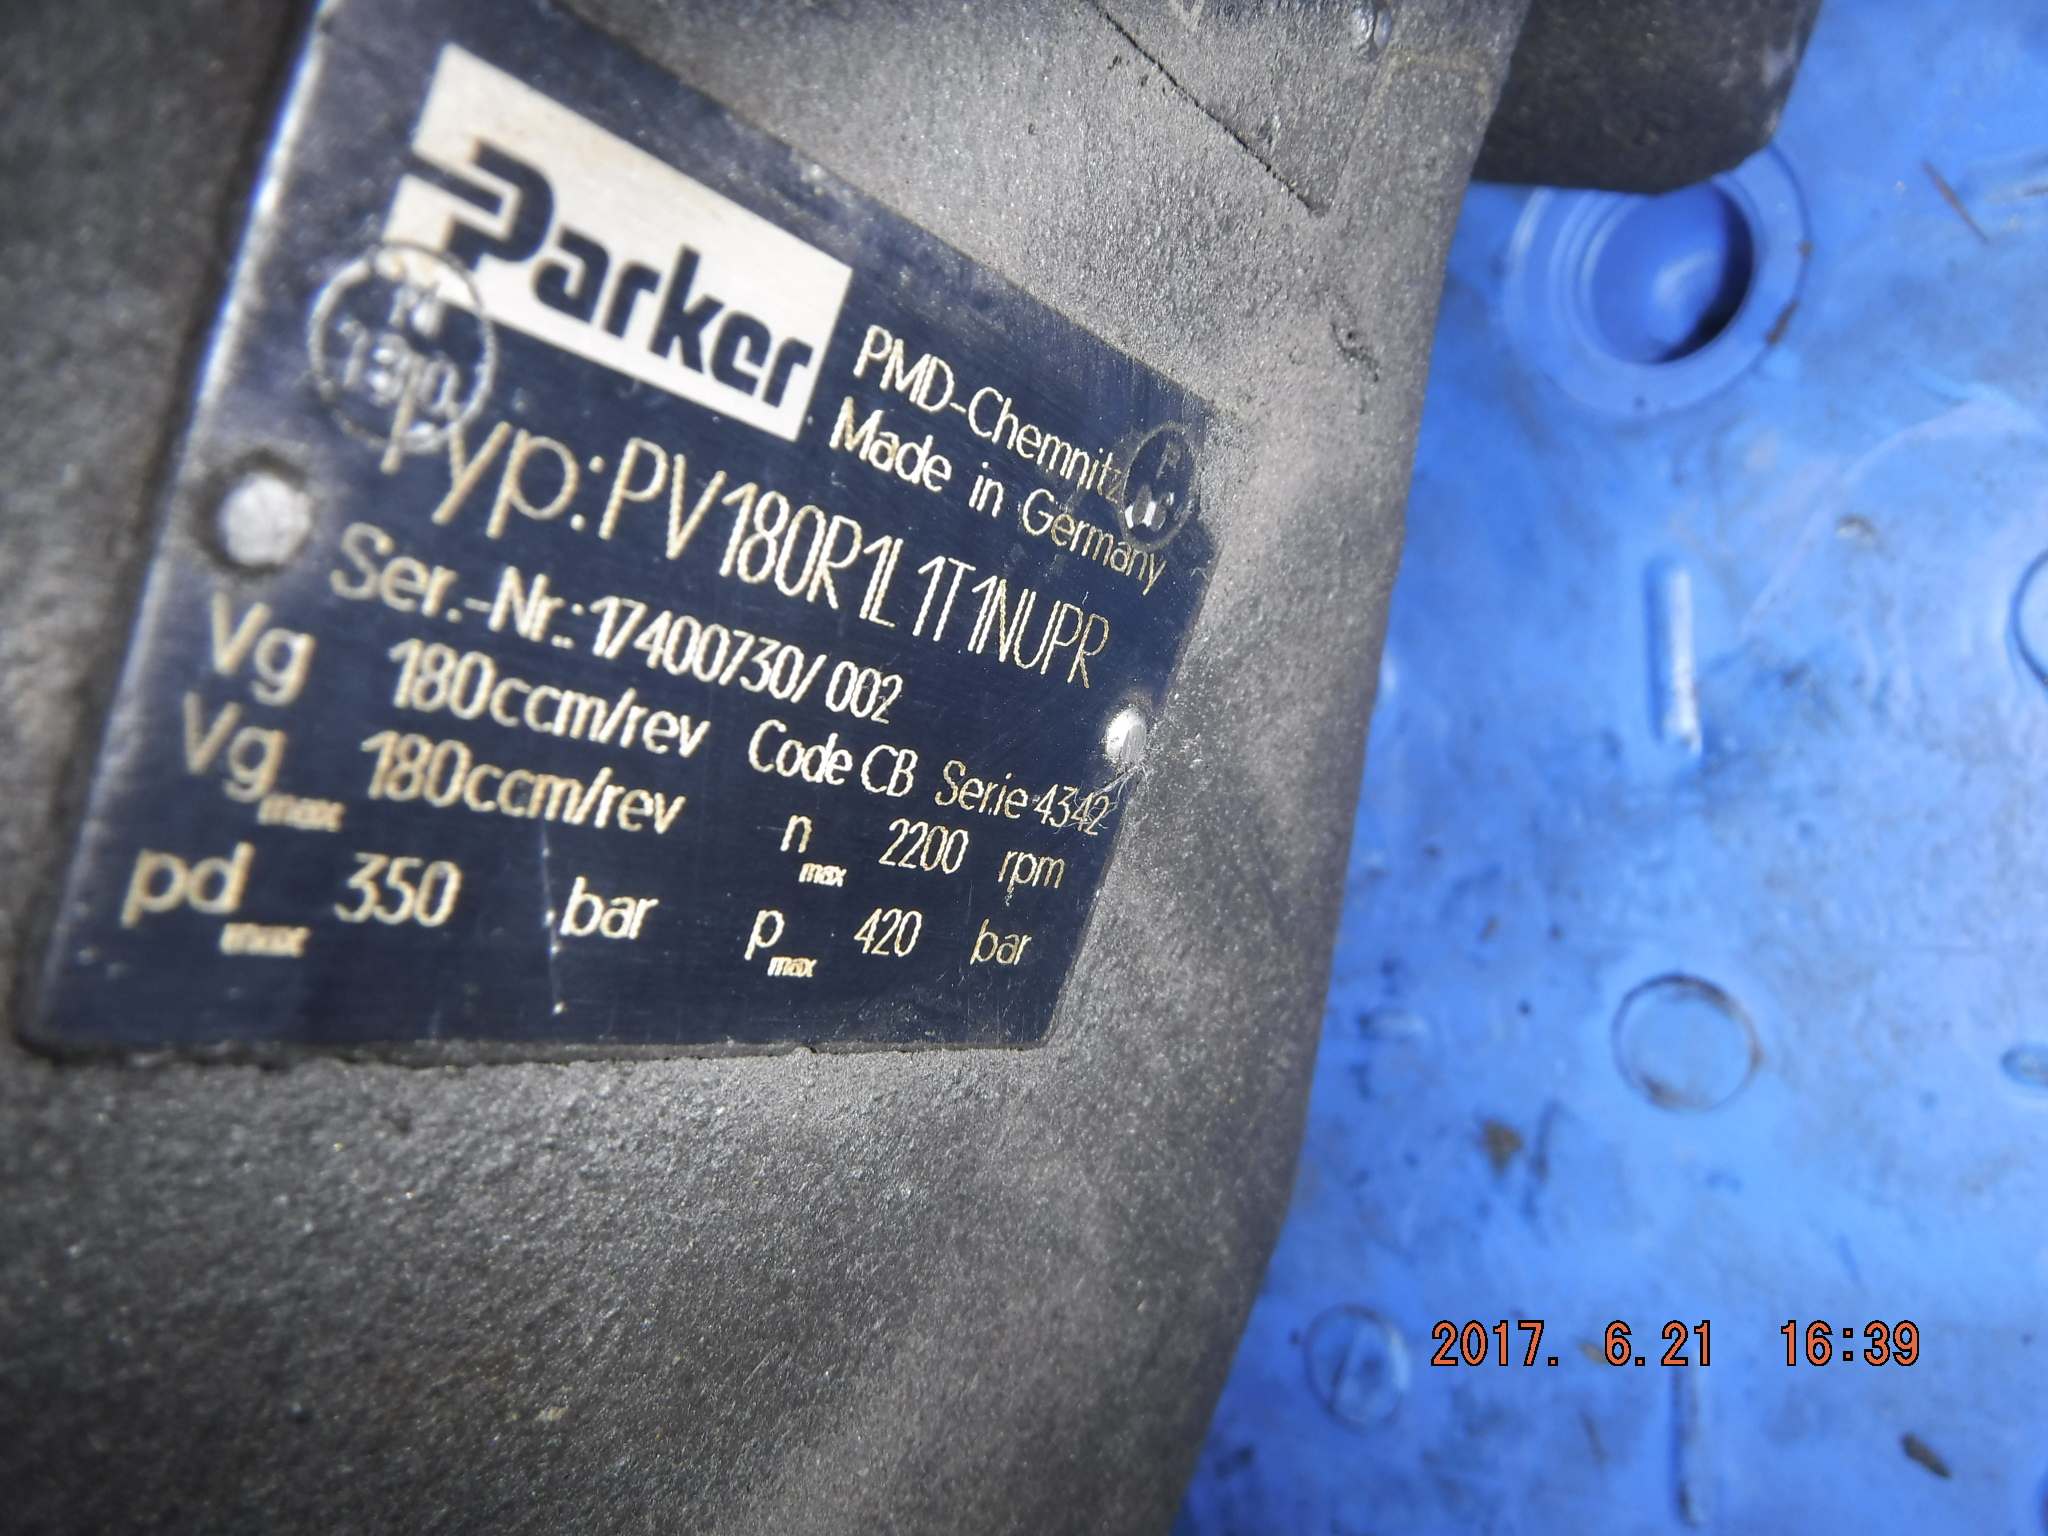 Parker
PMD-Chemnitz
Made in Germany
Typ: PV180R1L1T1NUPR
Ser.-Nr.: 17400730/002
Vg 180ccm/rev Code CB Serie 4342
Vg max 180ccm/rev n max 2200 rpm
pd max 350 bar p max 420 bar
2017. 6.21 16:39